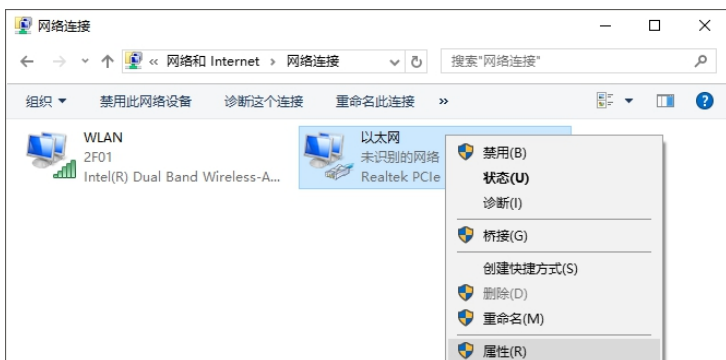 网络连接
« 网络和 Internet › 网络连接
搜索"网络连接"
组织 禁用此网络设备 诊断这个连接 重命名此连接 »
WLAN
2F01
Intel(R) Dual Band Wireless-A...
以太网
未识别的网络
Realtek PCIe
禁用(B)
状态(U)
诊断(I)
桥接(G)
创建快捷方式(S)
删除(D)
重命名(M)
属性(R)